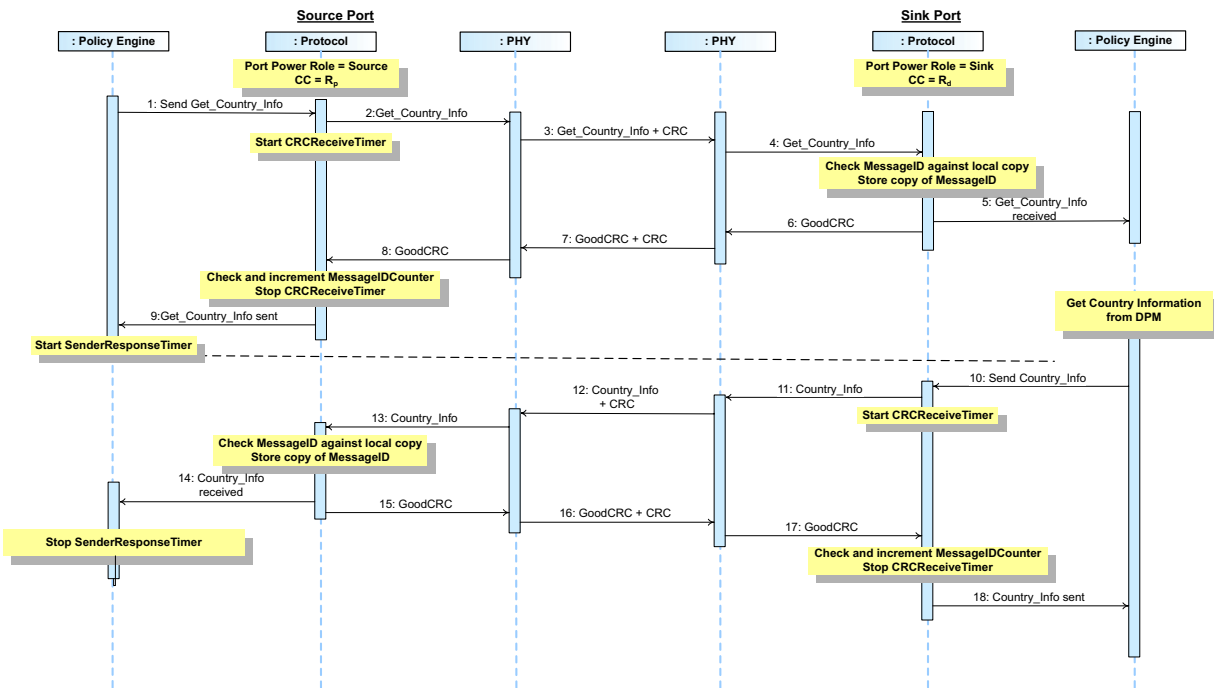 Source Port
Sink Port
: Policy Engine
: Protocol
: PHY
: PHY
: Protocol
: Policy Engine
Port Power Role = Source
CC = Rp
Port Power Role = Sink
CC = Rd
1: Send Get_Country_Info
2:Get_Country_Info
Start CRCReceiveTimer
3: Get_Country_Info + CRC
4: Get_Country_Info
Check MessageID against local copy
Store copy of MessageID
5: Get_Country_Info
received
6: GoodCRC
7: GoodCRC + CRC
8: GoodCRC
Check and increment MessageIDCounter
Stop CRCReceiveTimer
9:Get_Country_Info sent
Start SenderResponseTimer
Get Country Information
from DPM
10: Send Country_Info
11: Country_Info
Start CRCReceiveTimer
12: Country_Info
+ CRC
13: Country_Info
Check MessageID against local copy
Store copy of MessageID
14: Country_Info
received
15: GoodCRC
16: GoodCRC + CRC
17: GoodCRC
Stop SenderResponseTimer
Check and increment MessageIDCounter
Stop CRCReceiveTimer
18: Country_Info sent